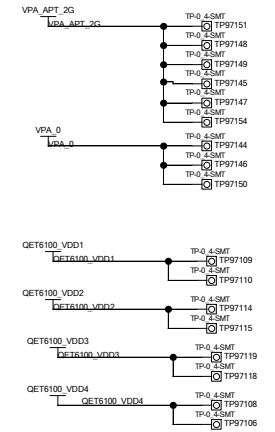 VPA_APT_2G
VPA_APT_2G
TP-0_4-SMT
TP97151
TP-0_4-SMT
TP97148
TP-0_4-SMT
TP97149
TP-0_4-SMT
TP97145
TP-0_4-SMT
TP97147
TP-0_4-SMT
TP97154
VPA_0
VPA_0
TP-0_4-SMT
TP97144
TP-0_4-SMT
TP97146
TP-0_4-SMT
TP97150
QET6100_VDD1
QET6100_VDD1
TP-0_4-SMT
TP97109
TP-0_4-SMT
TP97110
QET6100_VDD2
QET6100_VDD2
TP-0_4-SMT
TP97114
TP-0_4-SMT
TP97115
QET6100_VDD3
QET6100_VDD3
TP-0_4-SMT
TP97119
TP-0_4-SMT
TP97118
QET6100_VDD4
QET6100_VDD4
TP-0_4-SMT
TP97108
TP-0_4-SMT
TP97106